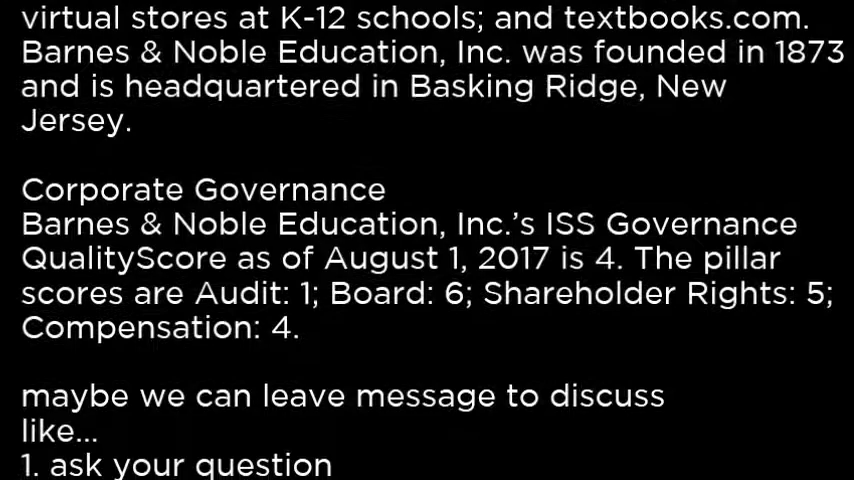 virtual stores at K-12 schools; and textbooks.com.
Barnes & Noble Education, Inc. was founded in 1873
and is headquartered in Basking Ridge, New
Jersey.
Corporate Governance
Barnes & Noble Education, Inc.’s ISS Governance
QualityScore as of August 1, 2017 is 4. The pillar
scores are Audit: 1; Board: 6; Shareholder Rights: 5;
Compensation: 4.
maybe we can leave message to discuss
like...
1. ask your question